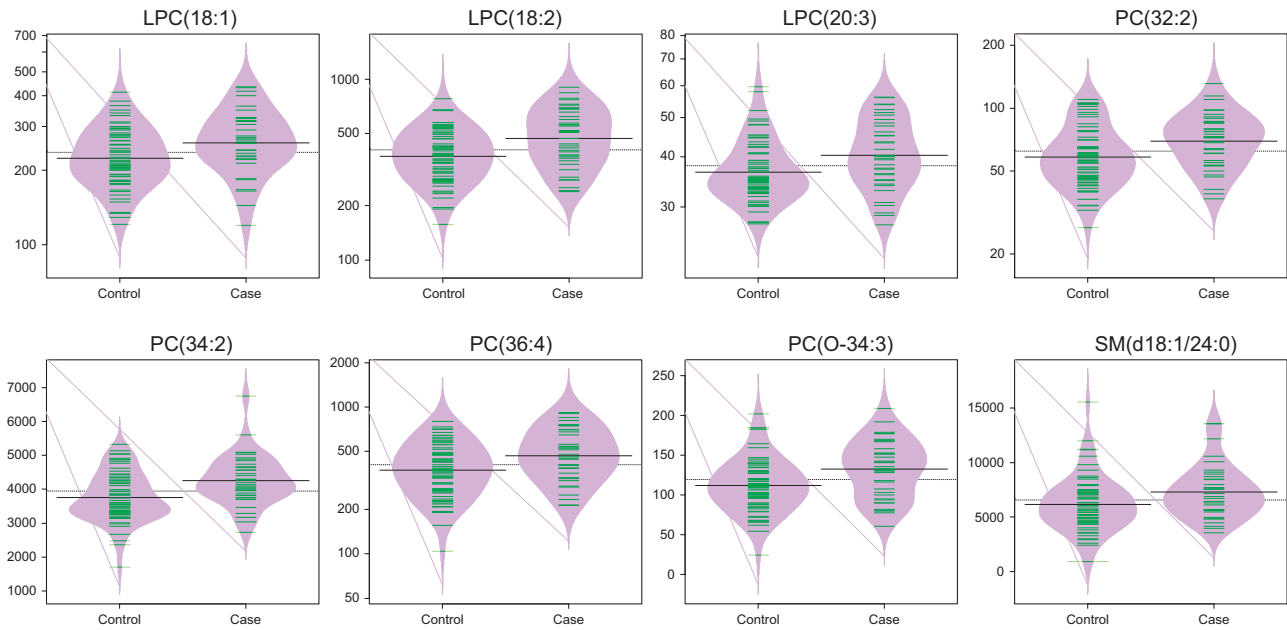 LPC(18:1)
700
500
400
300
200
100
Control Case
LPC(18:2)
1000
500
200
100
Control Case
LPC(20:3)
80
70
60
50
40
30
Control Case
PC(32:2)
200
100
50
20
Control Case
PC(34:2)
7000
6000
5000
4000
3000
2000
1000
Control Case
PC(36:4)
2000
1000
500
200
100
50
Control Case
PC(O-34:3)
250
200
150
100
50
0
Control Case
SM(d18:1/24:0)
15000
10000
5000
0
Control Case